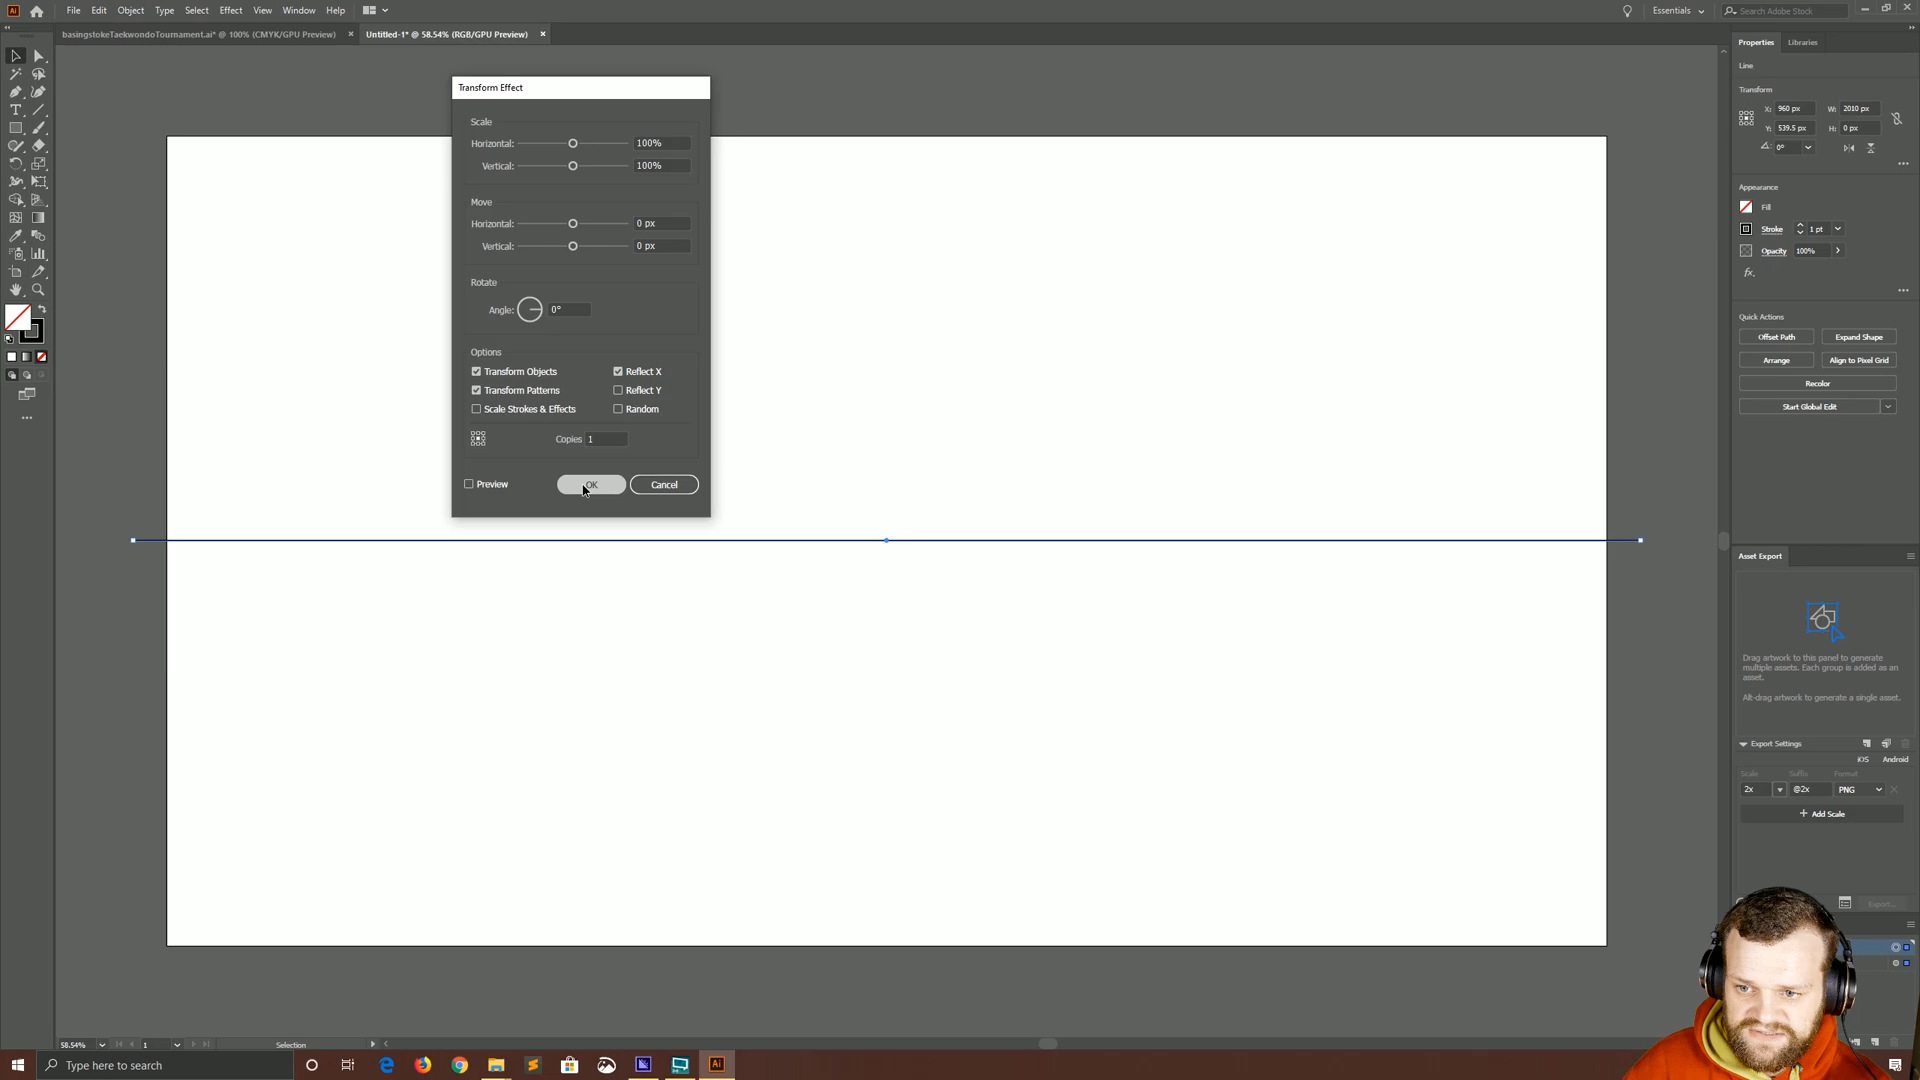 Ai File Edit Object Type Select Effect View Window Help Essentials Search Adobe Stock
basingstokeTaekwondoTournament.ai* @ 100% (CMYK/GPU Preview) × Untitled-1* @ 58.54% (RGB/GPU Preview) ×
Properties Libraries
Line
Transform
X: 960 px W: 2010 px
Y: 539.5 px H: 0 px
0°
Appearance
Fill
Stroke 1 pt
Opacity 100%
fx.
Quick Actions
Offset Path Expand Shape
Arrange Align to Pixel Grid
Recolor
Start Global Edit
Transform Effect
Scale
Horizontal: 100%
Vertical: 100%
Move
Horizontal: 0 px
Vertical: 0 px
Rotate
Angle: 0°
Options
Transform Objects Reflect X
Transform Patterns Reflect Y
Scale Strokes & Effects Random
Copies 1
Preview OK Cancel
Asset Export
Drag artwork to this panel to generate
multiple assets. Each group is added as an
asset.
Alt-drag artwork to generate a single asset.
Export Settings
iOS Android
Scale Suffix Format
2x @2x PNG
+ Add Scale
Export...
58.54% 1 Selection
Type here to search
Ai